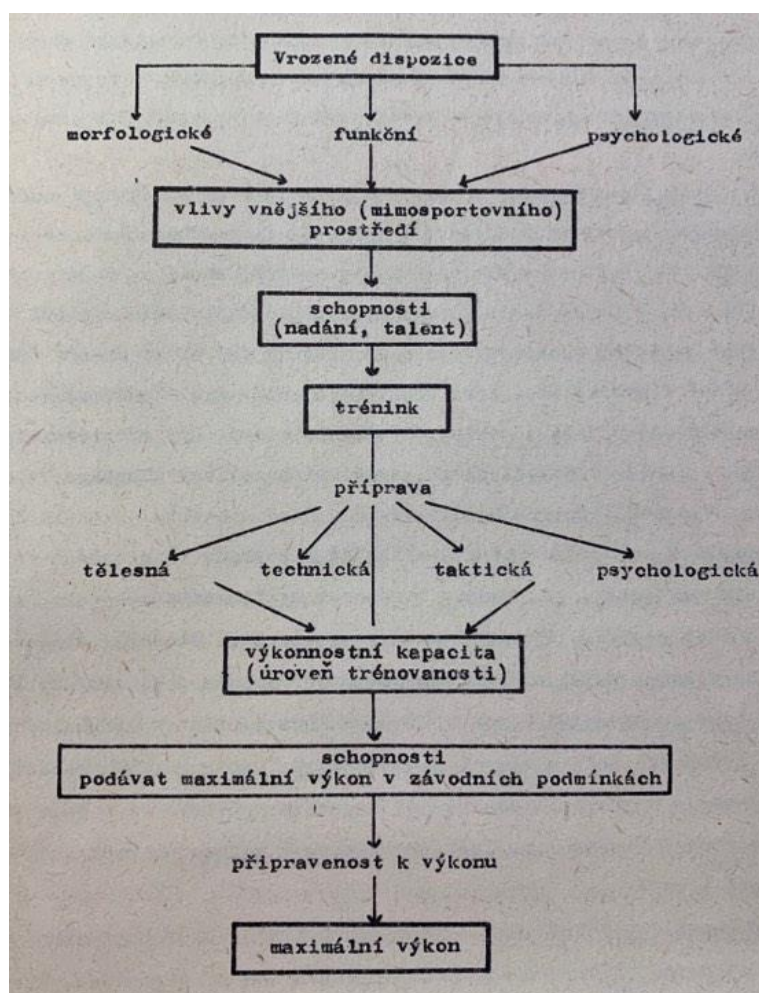 Vrozené dispozice
morfologické funkční psychologické
vlivy vnějšího (mimosportovního)
prostředí
schopnosti
(nadání, talent)
trénink
příprava
tělesná technická taktická psychologická
výkonnostní kapacita
(úroveň trénovanosti)
schopnosti
podávat maximální výkon v závodních podmínkách
připravenost k výkonu
maximální výkon